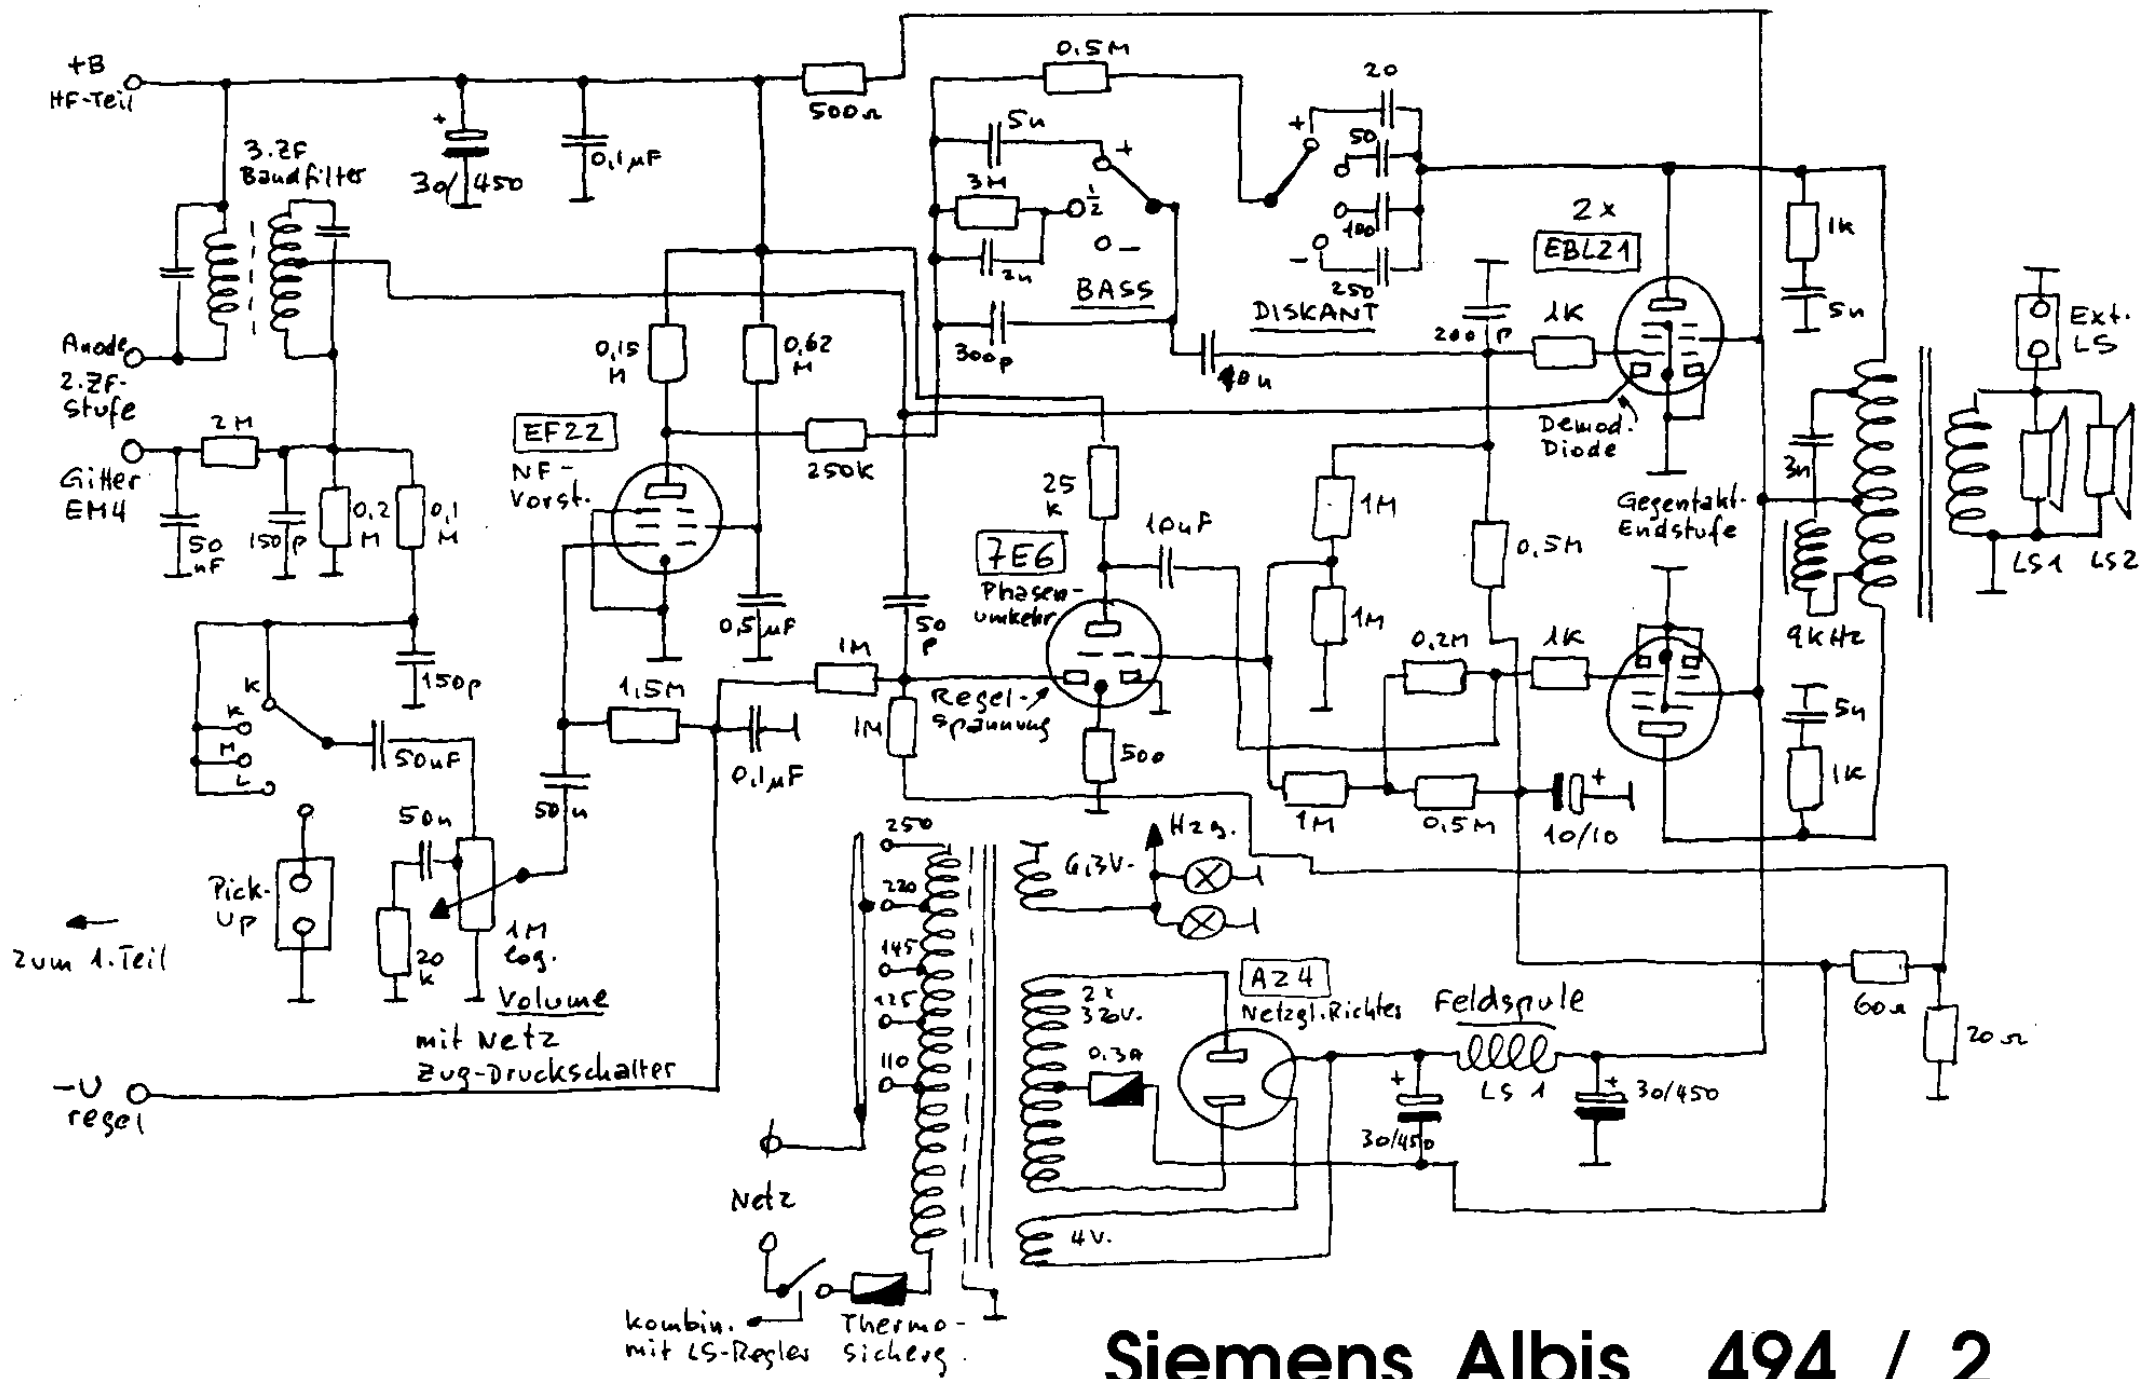 +B
HF-Teil
3.ZF
Bandfilter
+
30/450
0,1µF
500Ω
0.5M
5n
+
3M
1/2
2n
–
BASS
300p
+
20
50
100
–
250
DISKANT
2x
EBL21
1k
5n
Ext.
LS
200p
1K
Anode
2.ZF-
Stufe
0,15
M
0,62
M
Demod.
Diode
Gitter
EM4
2M
50
nF
150p
0,2
M
0,1
M
EF22
NF-
Vorst.
250k
25
k
10nF
7E6
Phasen-
umkehr
1M
1M
0,5M
3n
Gegentakt-
Endstufe
LS1
LS2
9kHz
0,5µF
50
p
K
K
M
L
150p
50nF
1,5M
0,1µF
1M
1M
Regel-
spannung
500
0,2M
1K
1M
0.5M
+
10/10
5n
1k
50n
50n
Pick-
up
20
k
1M
log.
Volume
mit Netz
Zug-Druckschalter
zum 1.Teil
250
220
145
125
110
6,3V.
Hzg.
2x
320V.
0.3A
AZ4
Netzgl.Richter
Feldspule
LS 1
+
30/450
+
30/450
60Ω
20Ω
–U
regel
Netz
4V.
kombin.
mit LS-Regler
Thermo-
sicherg.
Siemens Albis 494 / 2